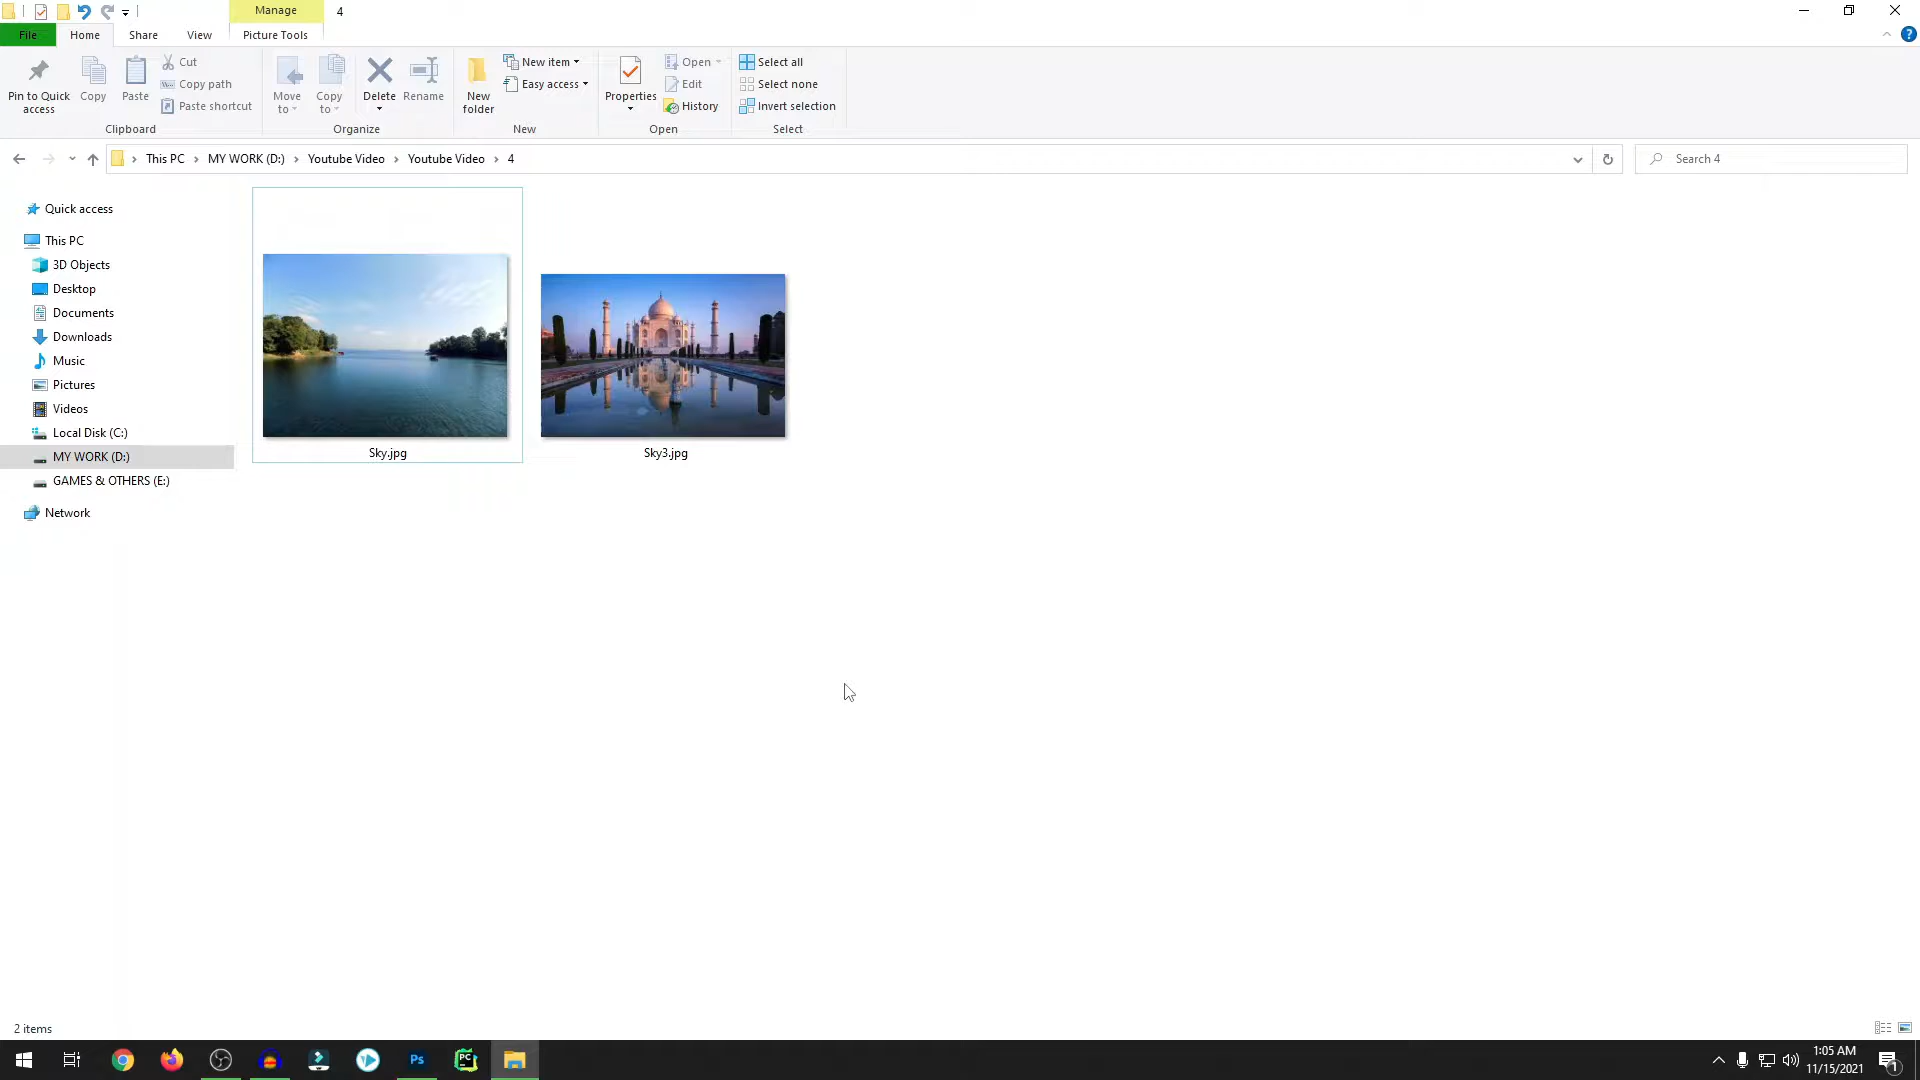 Manage
4
File
Home
Share
View
Picture Tools
Pin to Quick access
Copy
Paste
Cut
Copy path
Paste shortcut
Clipboard
Move to
Copy to
Delete
Rename
Organize
New folder
New item
Easy access
New
Properties
Open
Edit
History
Open
Select all
Select none
Invert selection
Select
This PC > MY WORK (D:) > Youtube Video > Youtube Video > 4
Search 4
Quick access
This PC
3D Objects
Desktop
Documents
Downloads
Music
Pictures
Videos
Local Disk (C:)
MY WORK (D:)
GAMES & OTHERS (E:)
Network
Sky.jpg
Sky3.jpg
2 items
Ps
PC
1:05 AM
11/15/2021
1